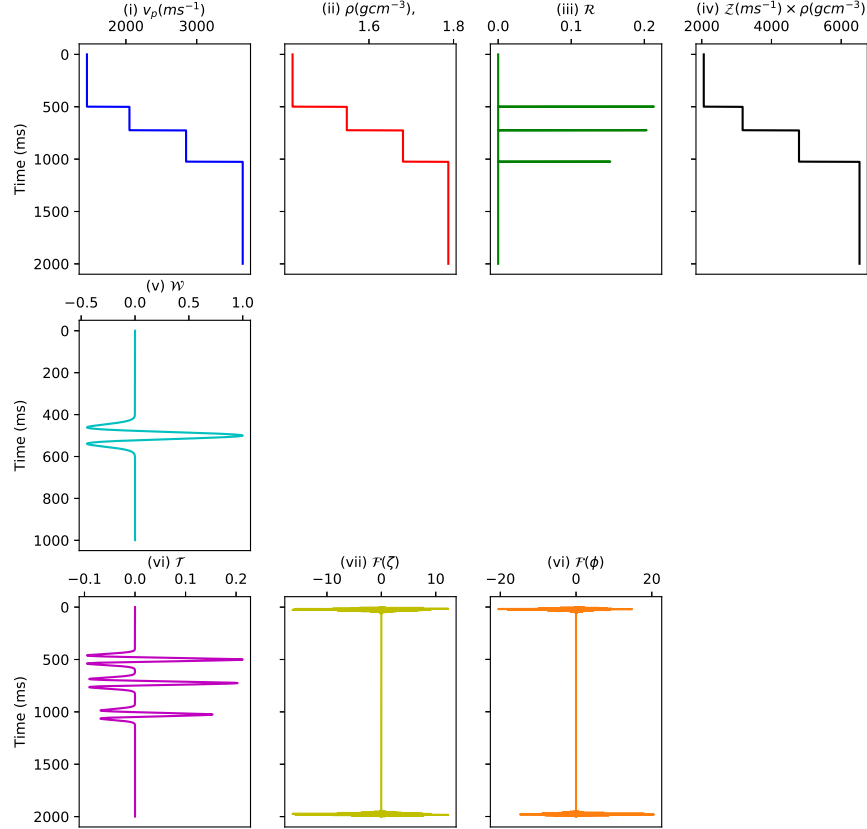 (i) v_p(ms⁻¹)
(ii) ρ(gcm⁻³),
(iii) ℛ
(iv) 𝒵(ms⁻¹) × ρ(gcm⁻³)
2000 3000
1.6 1.8
0.0 0.1 0.2
2000 4000 6000
Time (ms)
0
500
1000
1500
2000
(v) 𝒲
−0.5 0.0 0.5 1.0
Time (ms)
0
200
400
600
800
1000
(vi) 𝒯
(vii) ℱ(ζ)
(vi) ℱ(ϕ)
−0.1 0.0 0.1 0.2
−10 0 10
−20 0 20
Time (ms)
0
500
1000
1500
2000